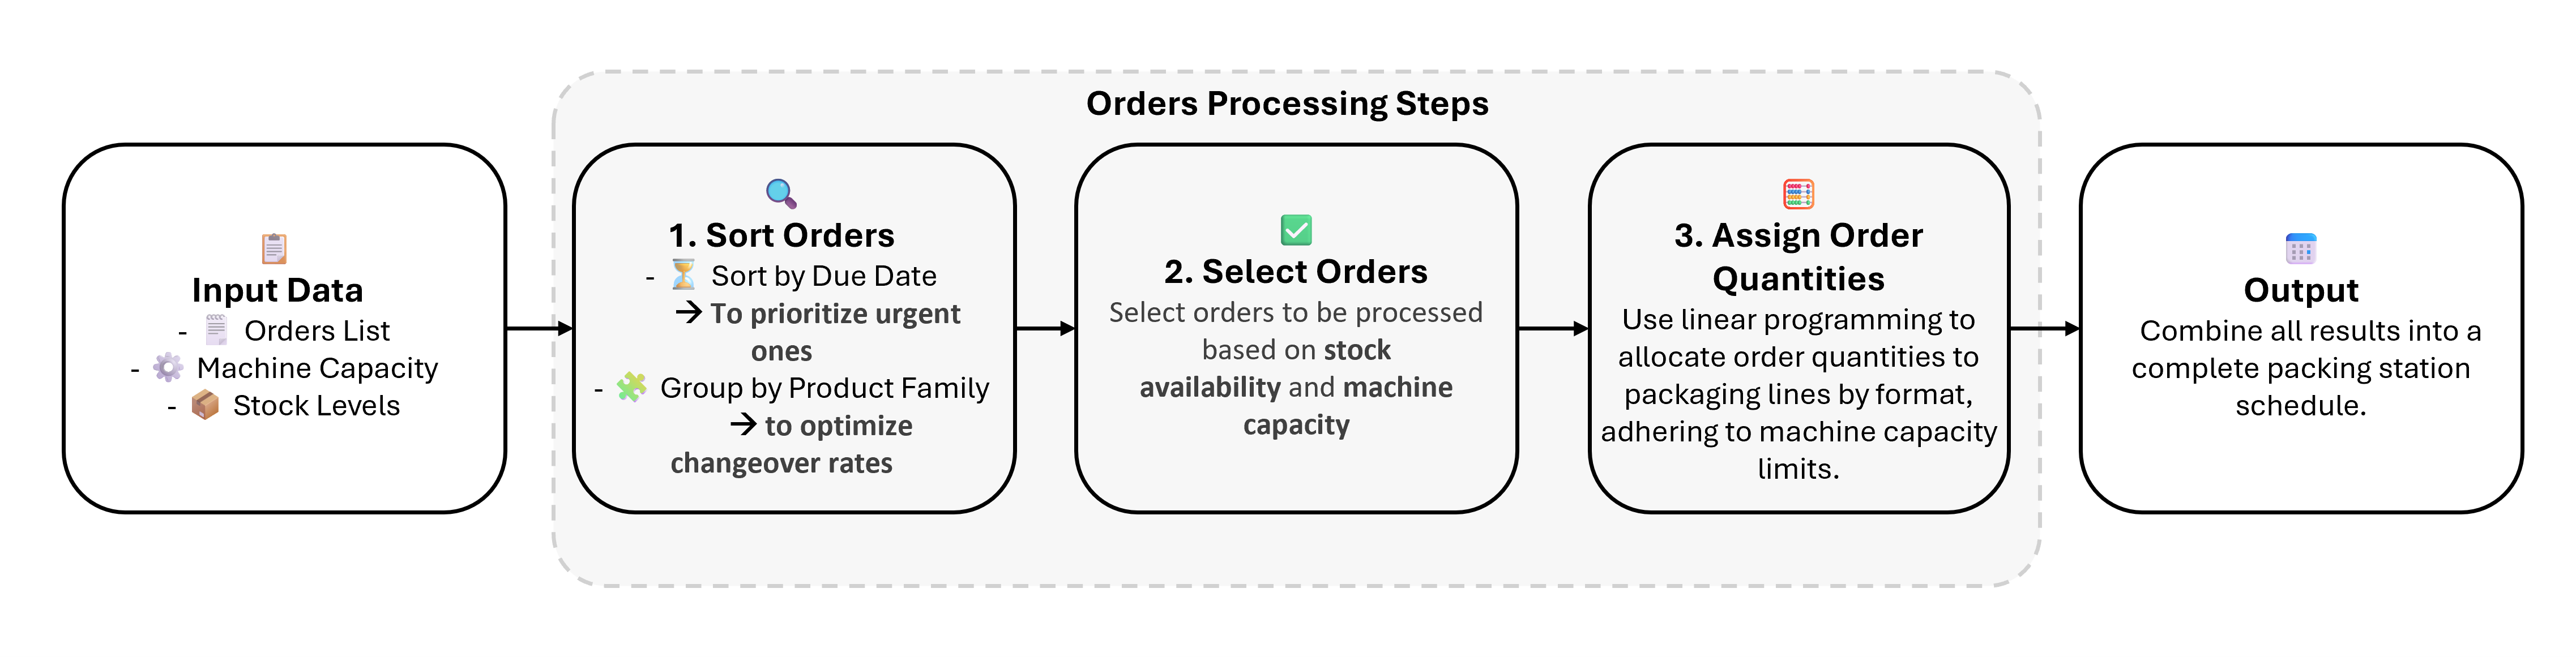 Orders Processing Steps
Input Data
- Orders List
- Machine Capacity
- Stock Levels
1. Sort Orders
- Sort by Due Date
→ To prioritize urgent
ones
- Group by Product Family
→ to optimize
changeover rates
2. Select Orders
Select orders to be processed
based on stock
availability and machine
capacity
3. Assign Order
Quantities
Use linear programming to
allocate order quantities to
packaging lines by format,
adhering to machine capacity
limits.
Output
Combine all results into a
complete packing station
schedule.